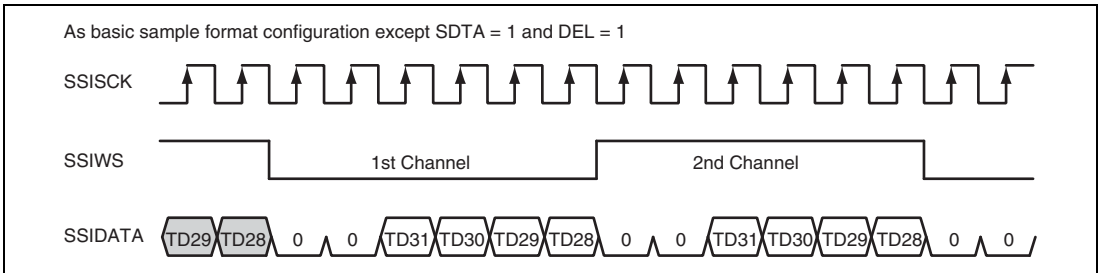 As basic sample format configuration except SDTA = 1 and DEL = 1
SSISCK
SSIWS 1st Channel 2nd Channel
SSIDATA TD29 TD28 0 0 TD31 TD30 TD29 TD28 0 0 TD31 TD30 TD29 TD28 0 0